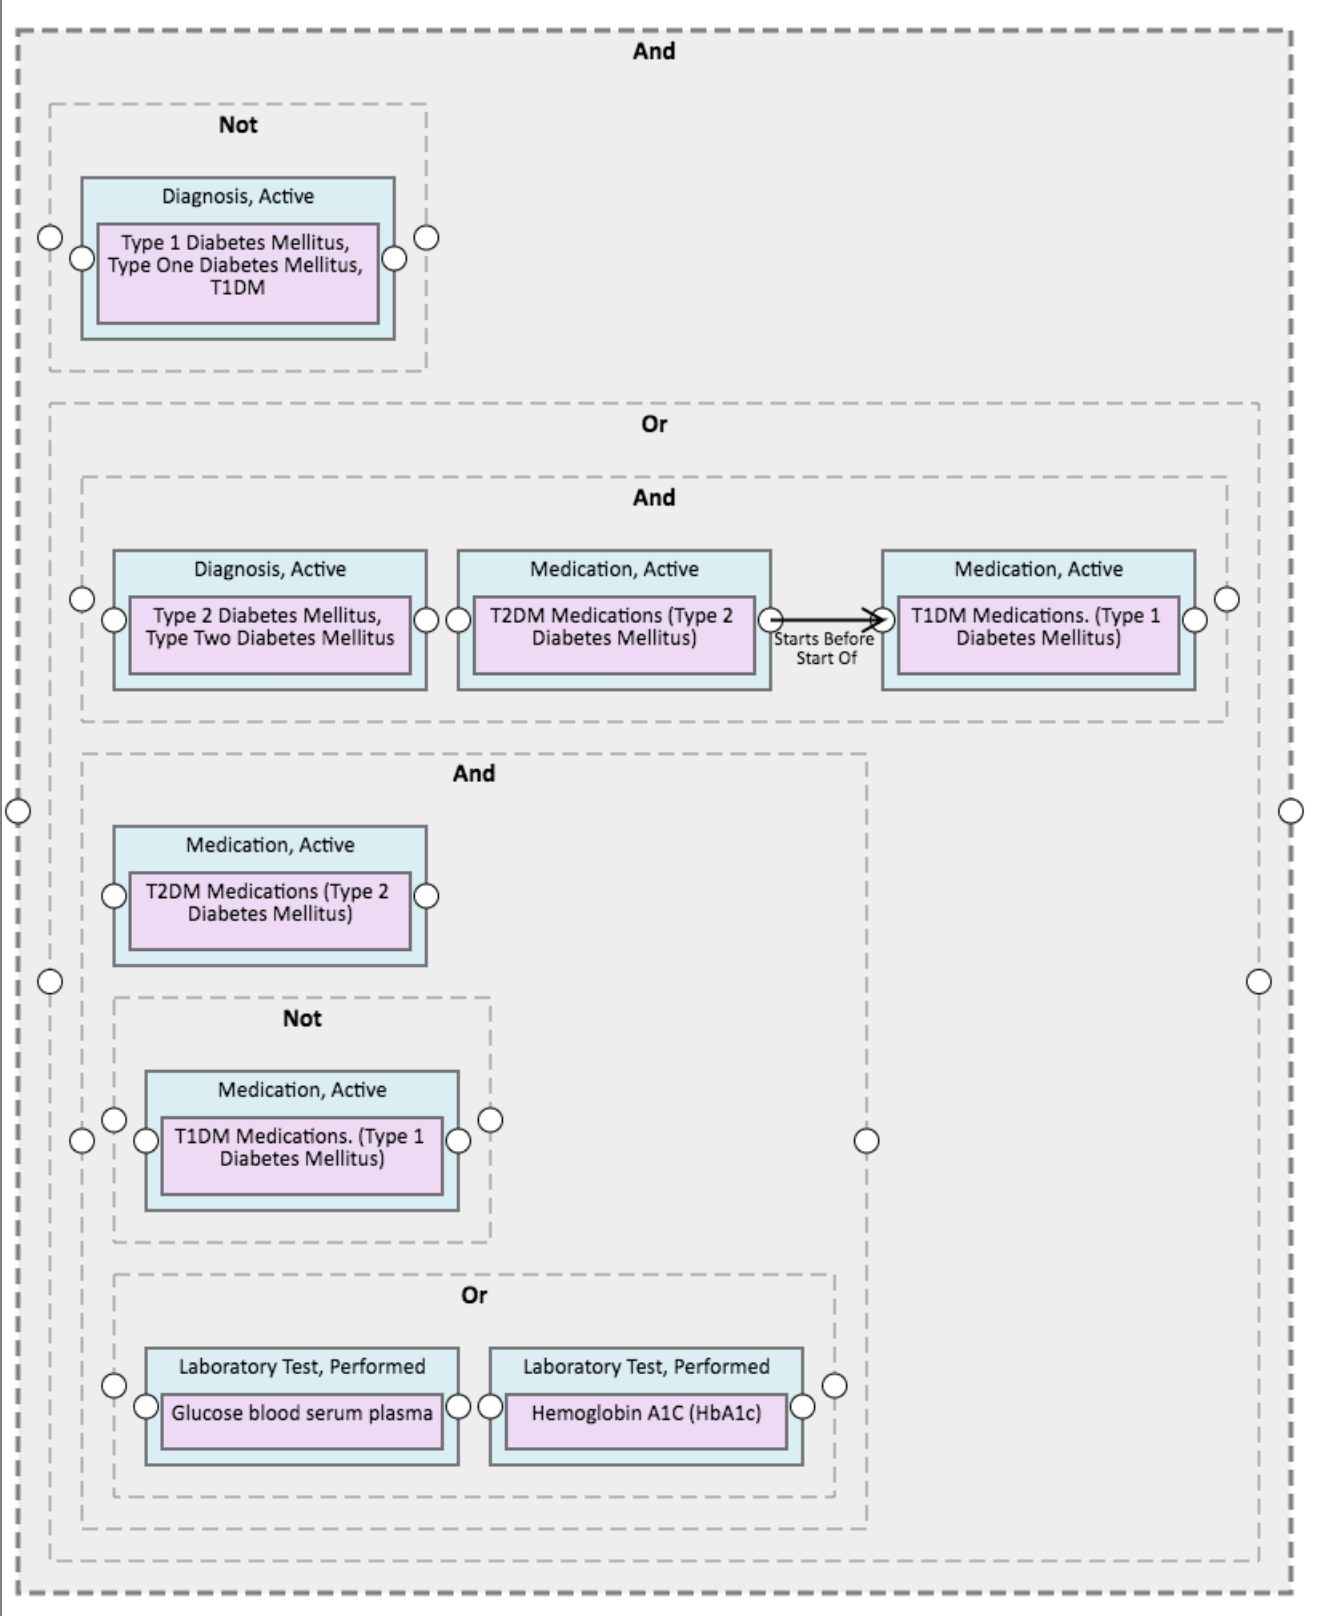 And
Not
Diagnosis, Active
Type 1 Diabetes Mellitus,
Type One Diabetes Mellitus,
T1DM
Or
And
Diagnosis, Active
Type 2 Diabetes Mellitus,
Type Two Diabetes Mellitus
Medication, Active
T2DM Medications (Type 2
Diabetes Mellitus)
Starts Before
Start Of
Medication, Active
T1DM Medications. (Type 1
Diabetes Mellitus)
And
Medication, Active
T2DM Medications (Type 2
Diabetes Mellitus)
Not
Medication, Active
T1DM Medications. (Type 1
Diabetes Mellitus)
Or
Laboratory Test, Performed
Glucose blood serum plasma
Laboratory Test, Performed
Hemoglobin A1C (HbA1c)